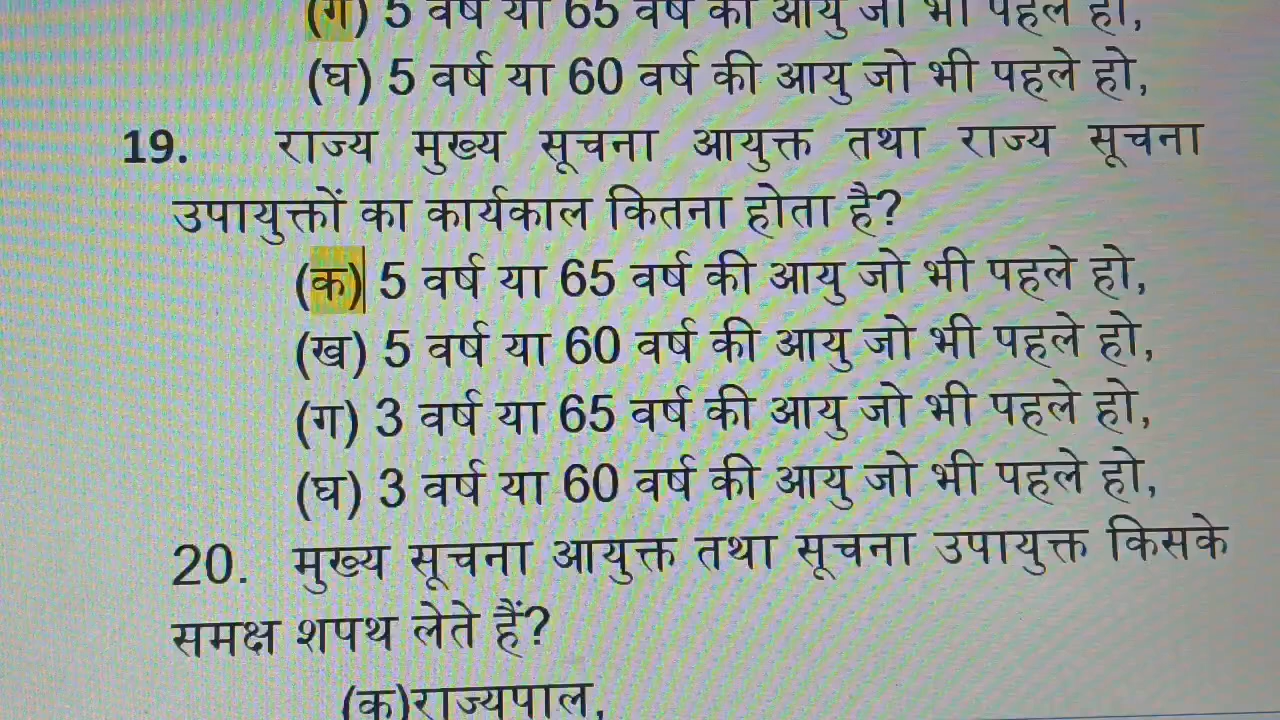 (ग) 5 वर्ष या 65 वर्ष की आयु जो भी पहले हो,
(घ) 5 वर्ष या 60 वर्ष की आयु जो भी पहले हो,
19. राज्य मुख्य सूचना आयुक्त तथा राज्य सूचना
उपायुक्तों का कार्यकाल कितना होता है?
(क) 5 वर्ष या 65 वर्ष की आयु जो भी पहले हो,
(ख) 5 वर्ष या 60 वर्ष की आयु जो भी पहले हो,
(ग) 3 वर्ष या 65 वर्ष की आयु जो भी पहले हो,
(घ) 3 वर्ष या 60 वर्ष की आयु जो भी पहले हो,
20. मुख्य सूचना आयुक्त तथा सूचना उपायुक्त किसके
समक्ष शपथ लेते हैं?
(क)राज्यपाल,